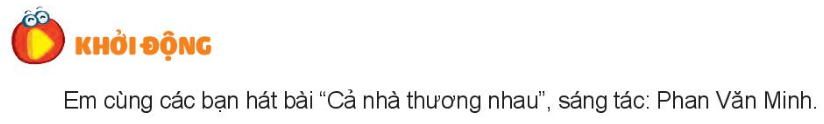 KHỞI ĐỘNG
Em cùng các bạn hát bài “Cả nhà thương nhau”, sáng tác: Phan Văn Minh.